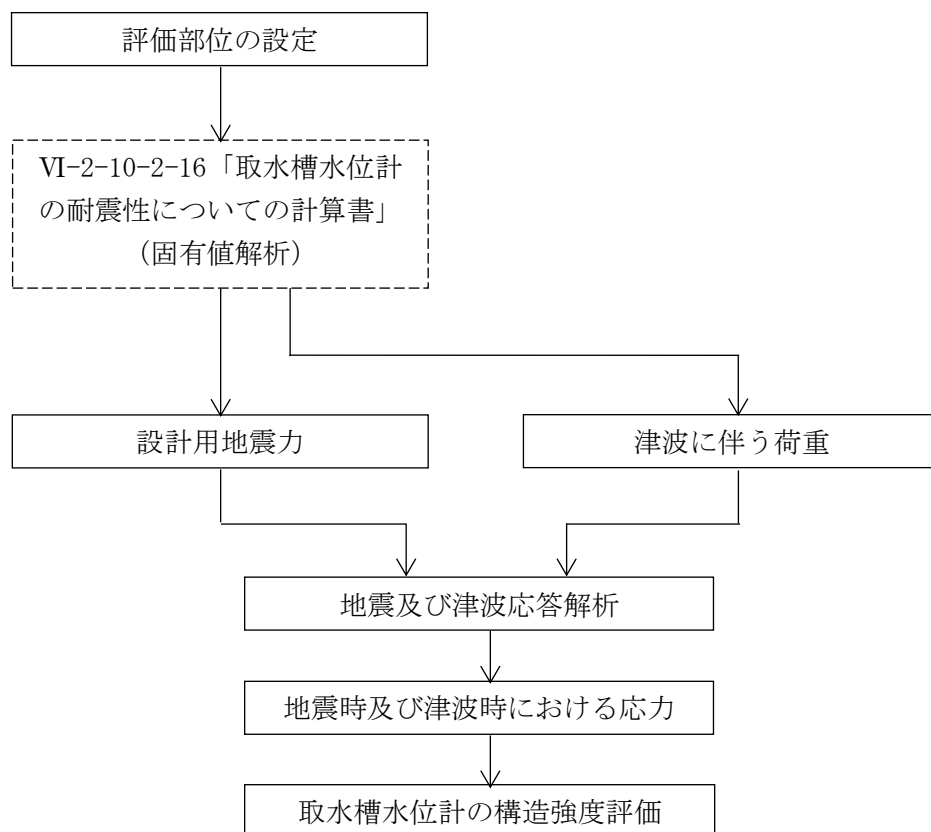 評価部位の設定
Ⅵ-2-10-2-16「取水槽水位計
の耐震性についての計算書」
（固有値解析）
設計用地震力
津波に伴う荷重
地震及び津波応答解析
地震時及び津波時における応力
取水槽水位計の構造強度評価